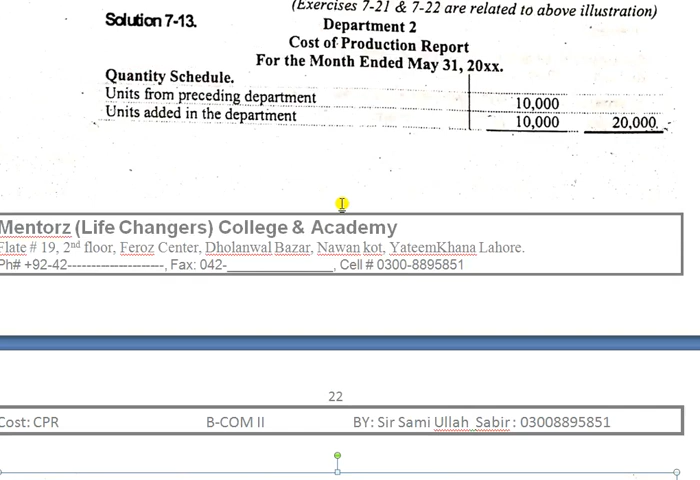 (Exercises 7-21 & 7-22 are related to above illustration)
Solution 7-13.
Department 2
Cost of Production Report
For the Month Ended May 31, 20xx.
Quantity Schedule.
Units from preceding department 10,000
Units added in the department 10,000 20,000
Mentorz (Life Changers) College & Academy
Flate # 19, 2nd floor, Feroz Center, Dholanwal Bazar, Nawan kot, YateemKhana Lahore.
Ph# +92-42---------------------, Fax: 042-_______________, Cell # 0300-8895851
22
Cost: CPR B-COM II BY: Sir Sami Ullah Sabir: 03008895851